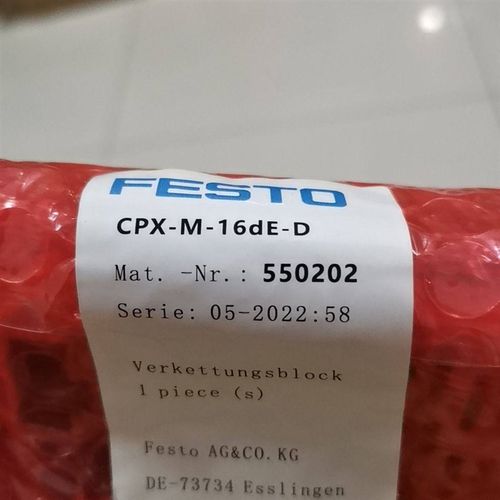 FESTO
CPX-M-16dE-D
Mat. -Nr.: 550202
Serie: 05-2022:58
Verkettungsblock
1 piece (s)
Festo AG&CO. KG
DE-73734 Esslingen